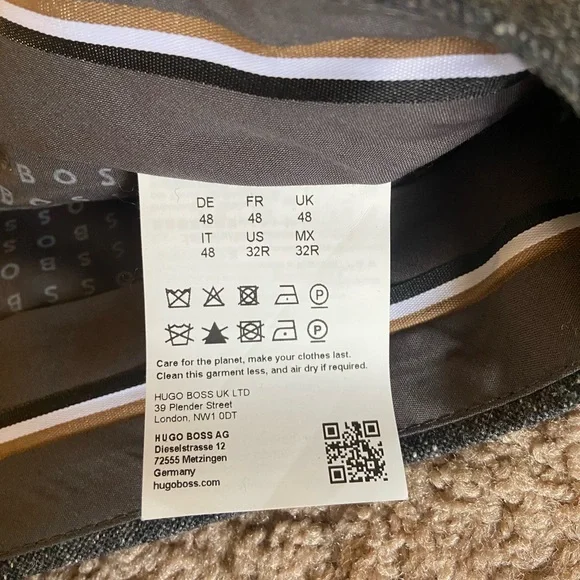 BOS
BOSS
DE FR UK
48 48 48
IT US MX
48 32R 32R
P
P
Care for the planet, make your clothes last.
Clean this garment less, and air dry if required.
HUGO BOSS UK LTD
39 Plender Street
London, NW1 0DT
HUGO BOSS AG
Dieselstrasse 12
72555 Metzingen
Germany
hugoboss.com